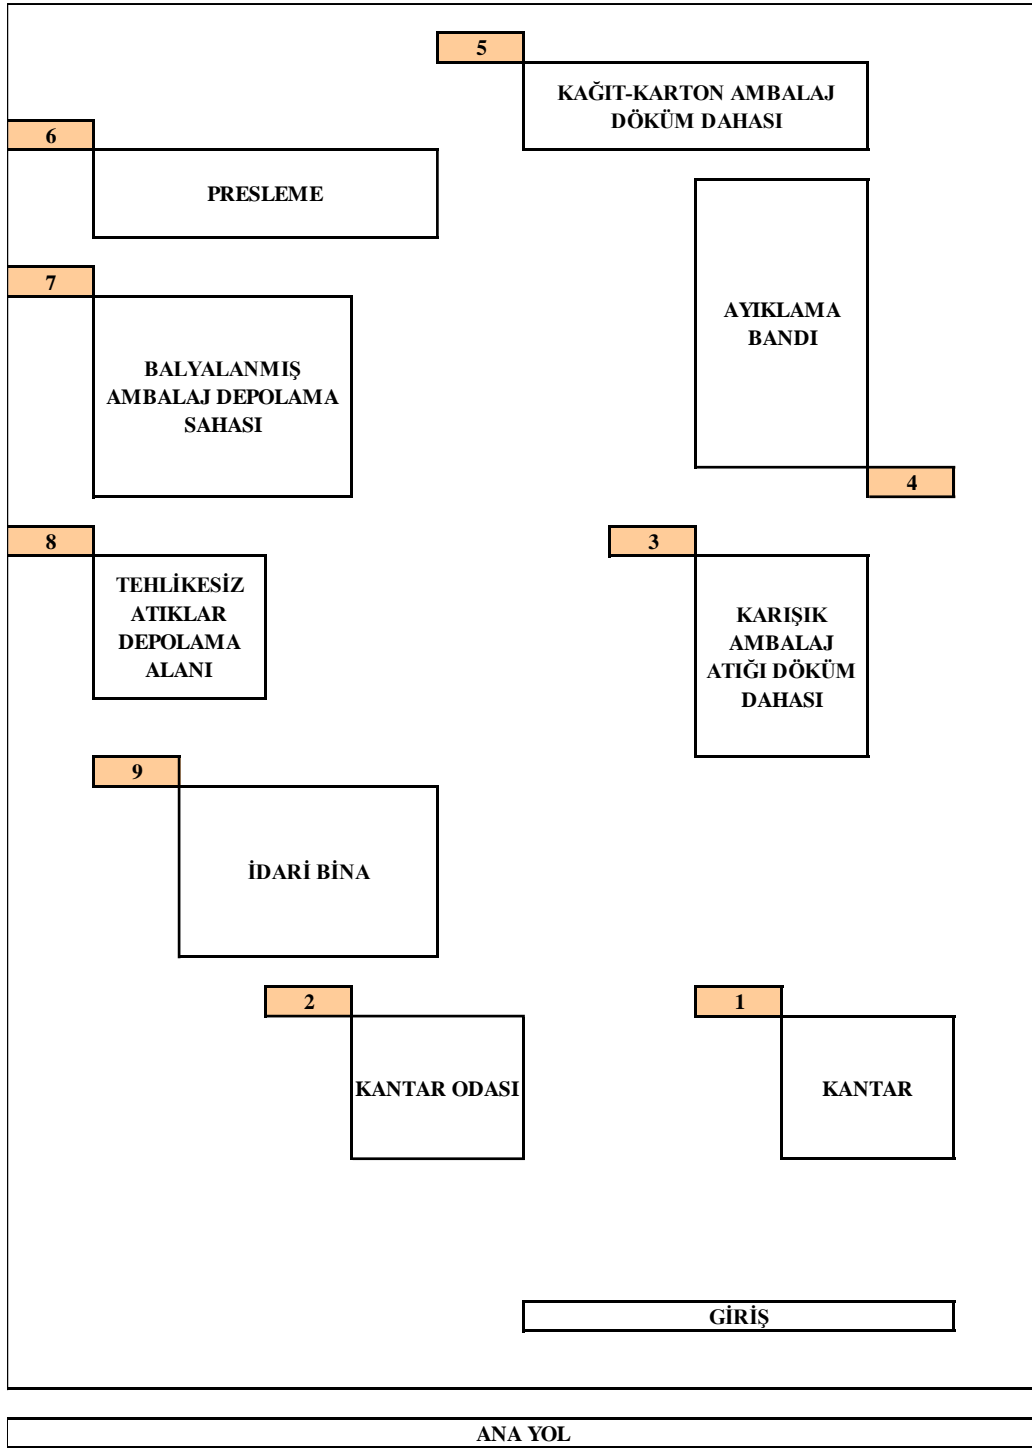 5
KAĞIT-KARTON AMBALAJ
DÖKÜM DAHASI
6
PRESLEME
7
BALYALANMIŞ
AMBALAJ DEPOLAMA
SAHASI
AYIKLAMA
BANDI
4
8
TEHLİKESİZ
ATIKLAR
DEPOLAMA
ALANI
3
KARIŞIK
AMBALAJ
ATIĞI DÖKÜM
DAHASI
9
İDARİ BİNA
2
KANTAR ODASI
1
KANTAR
GİRİŞ
ANA YOL